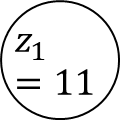 z₁
= 11